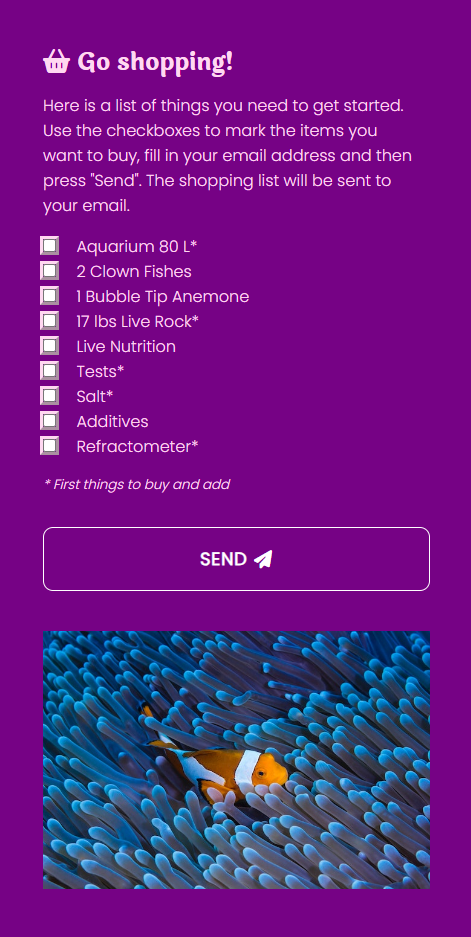 Go shopping!
Here is a list of things you need to get started.
Use the checkboxes to mark the items you
want to buy, fill in your email address and then
press "Send". The shopping list will be sent to
your email.
Aquarium 80 L*
2 Clown Fishes
1 Bubble Tip Anemone
17 lbs Live Rock*
Live Nutrition
Tests*
Salt*
Additives
Refractometer*
* First things to buy and add
SEND